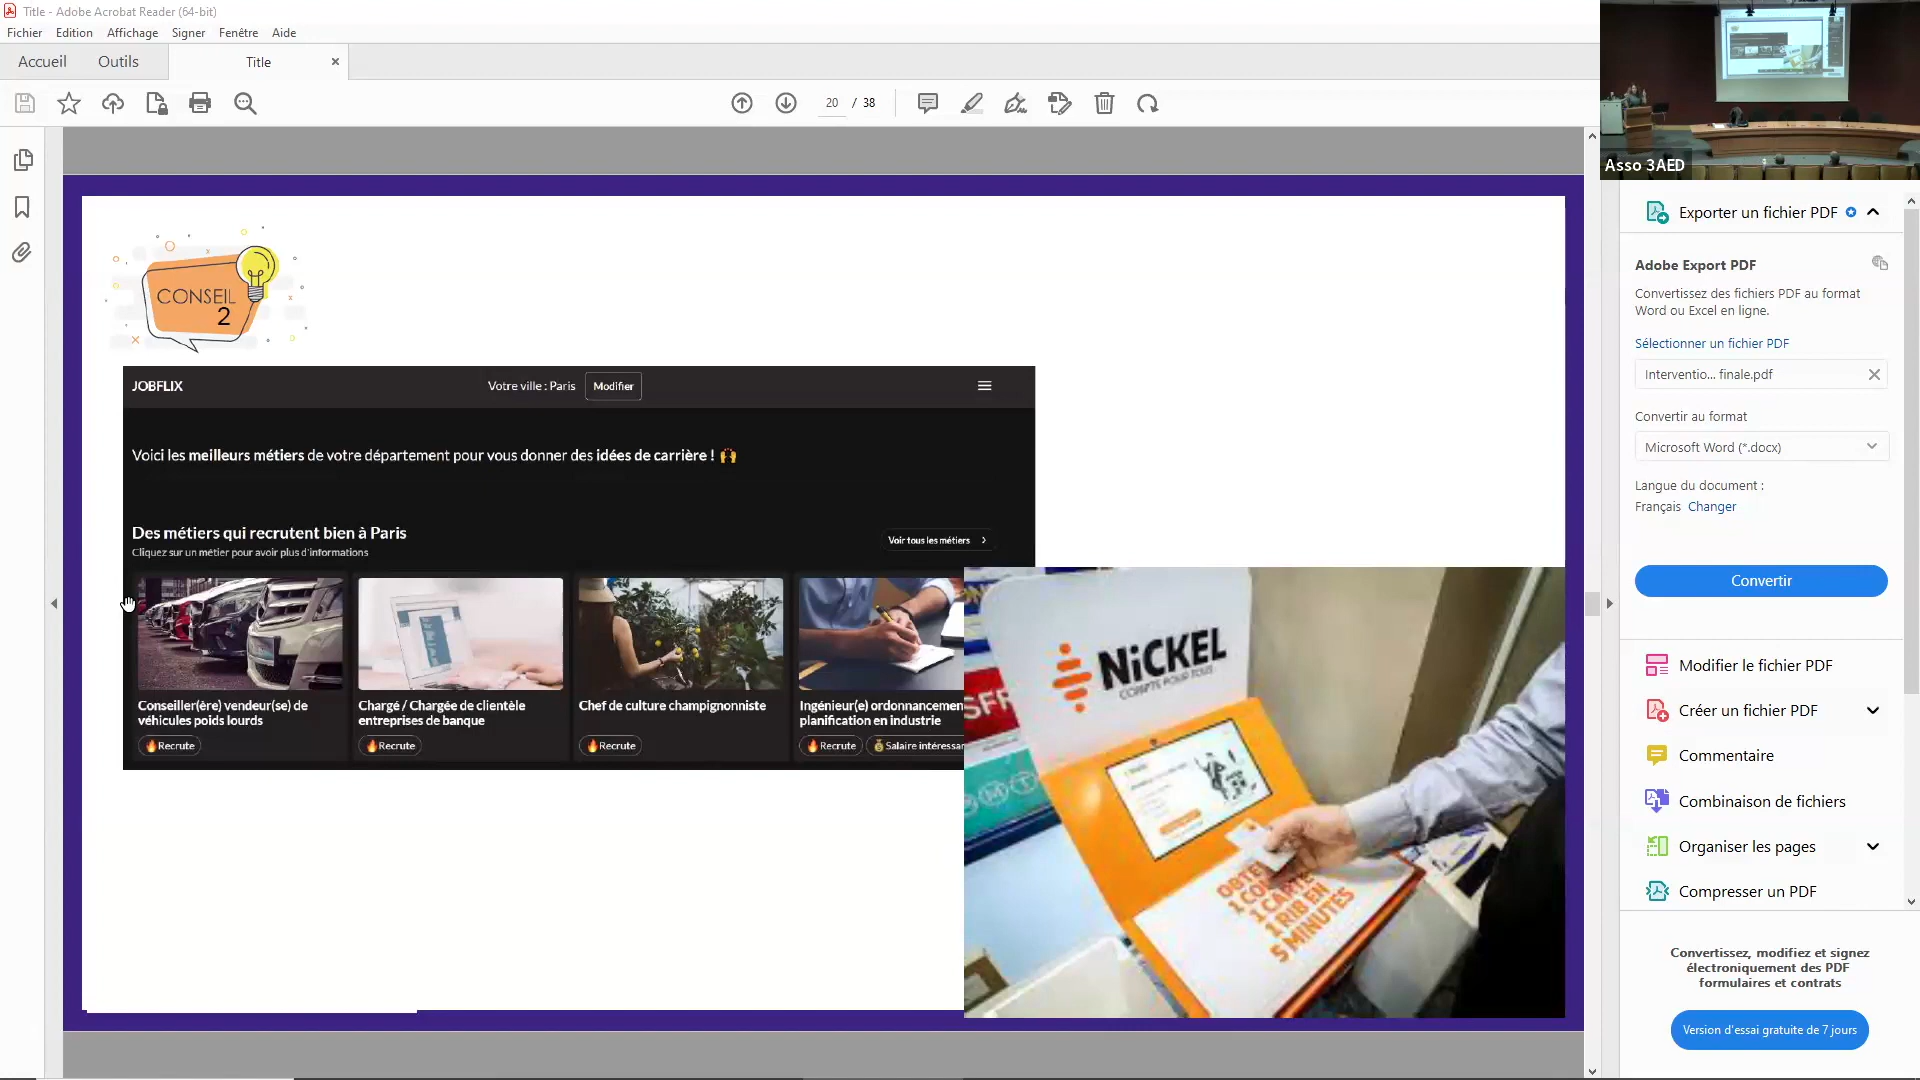 Title - Adobe Acrobat Reader (64-bit)
Fichier Edition Affichage Signer Fenêtre Aide
Accueil Outils Title
20 / 38
Asso 3AED
CONSEIL
2
JOBFLIX Votre ville : Paris Modifier
Voici les meilleurs métiers de votre département pour vous donner des idées de carrière !
Des métiers qui recrutent bien à Paris
Cliquez sur un métier pour avoir plus d'informations
Voir tous les métiers
Conseiller(ère) vendeur(se) de
véhicules poids lourds
Recrute
Chargé / Chargée de clientèle
entreprises de banque
Recrute
Chef de culture champignonniste
Recrute
Ingénieur(e) ordonnancemen
planification en industrie
Recrute Salaire intéressan
NiCKEL
COMPTE POUR TOUS
SFR
1 CARTE
1 RIB EN
5 MINUTES
Exporter un fichier PDF
Adobe Export PDF
Convertissez des fichiers PDF au format
Word ou Excel en ligne.
Sélectionner un fichier PDF
Interventio... finale.pdf
Convertir au format
Microsoft Word (*.docx)
Langue du document :
Français Changer
Convertir
Modifier le fichier PDF
Créer un fichier PDF
Commentaire
Combinaison de fichiers
Organiser les pages
Compresser un PDF
Convertissez, modifiez et signez
électroniquement des PDF
formulaires et contrats
Version d'essai gratuite de 7 jours